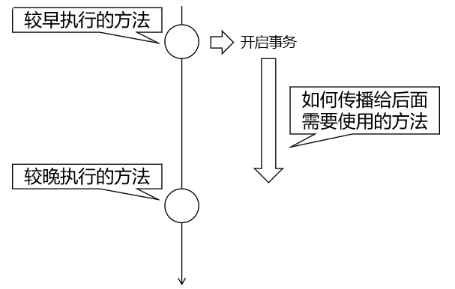 较早执行的方法
开启事务
如何传播给后面
需要使用的方法
较晚执行的方法